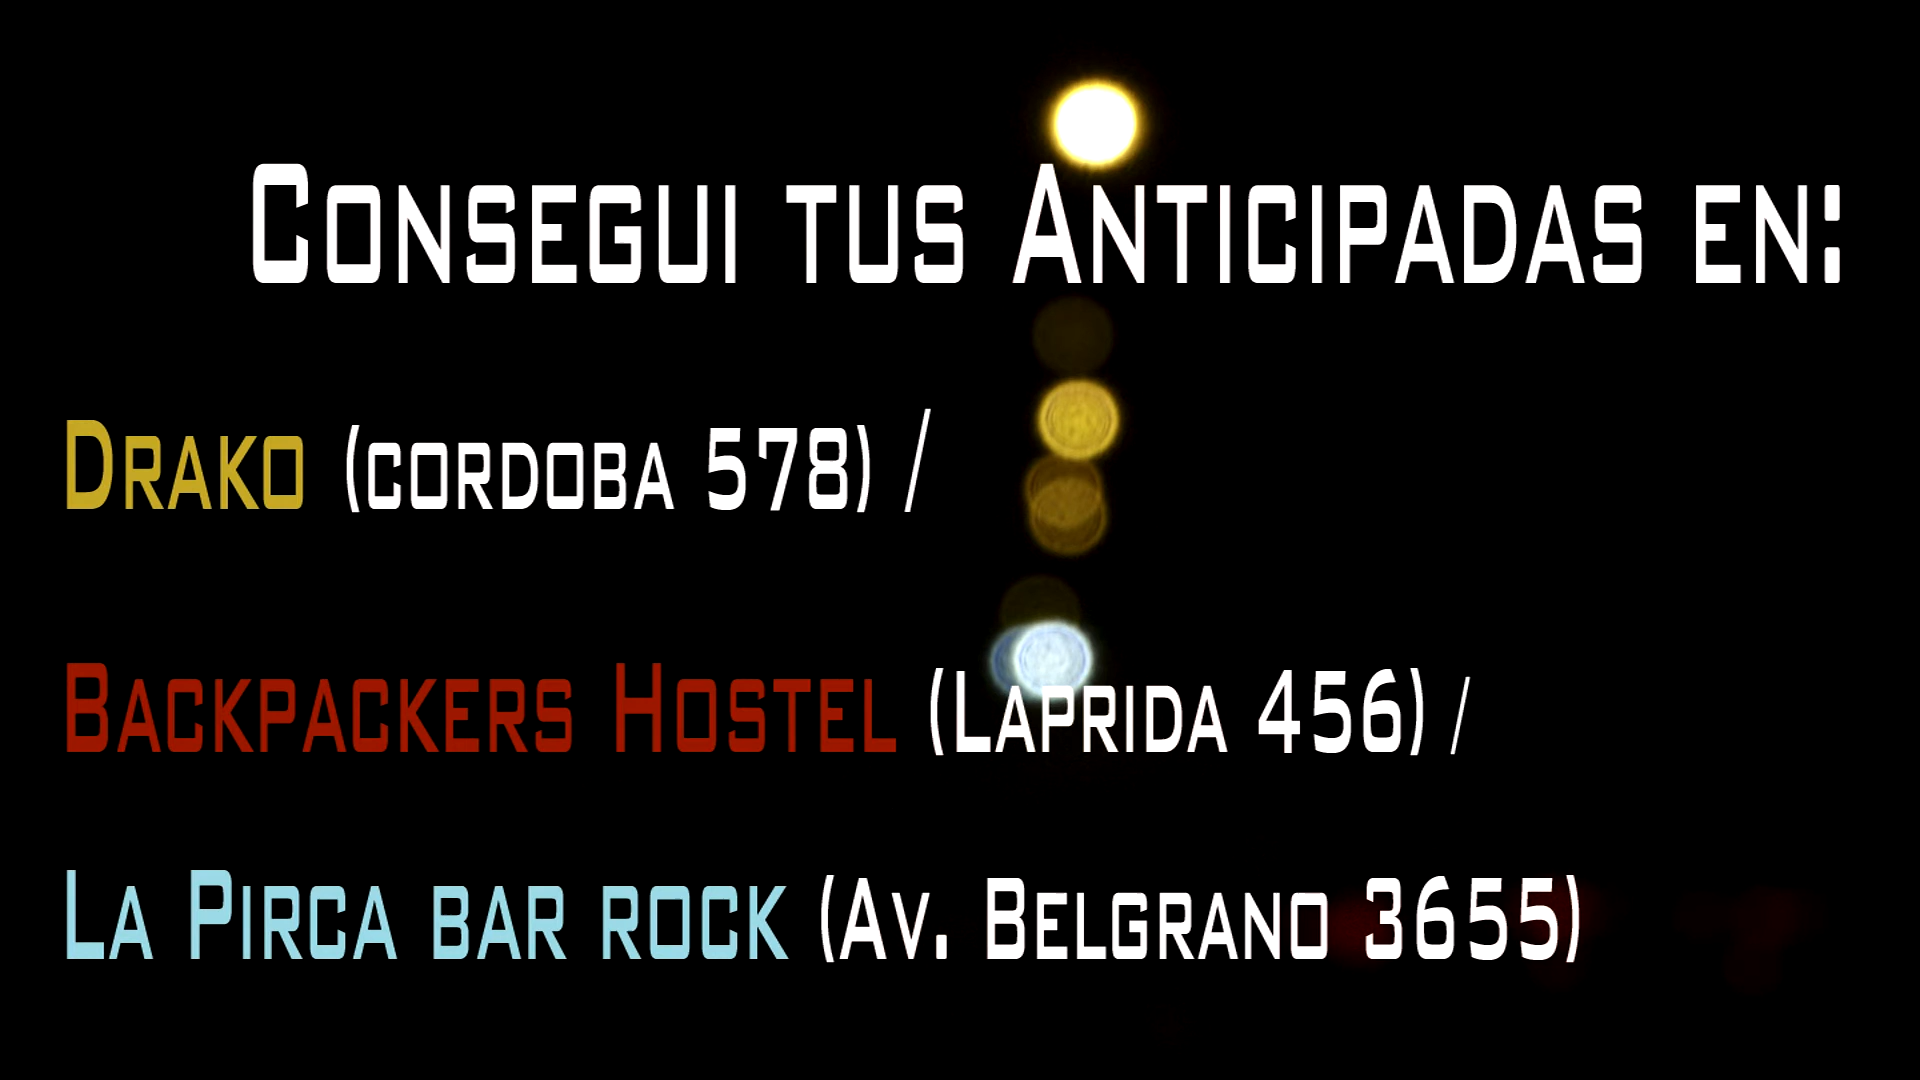 Consegui tus Anticipadas en:
Drako (cordoba 578) /
Backpackers Hostel (Laprida 456) /
La Pirca bar rock (Av. Belgrano 3655)